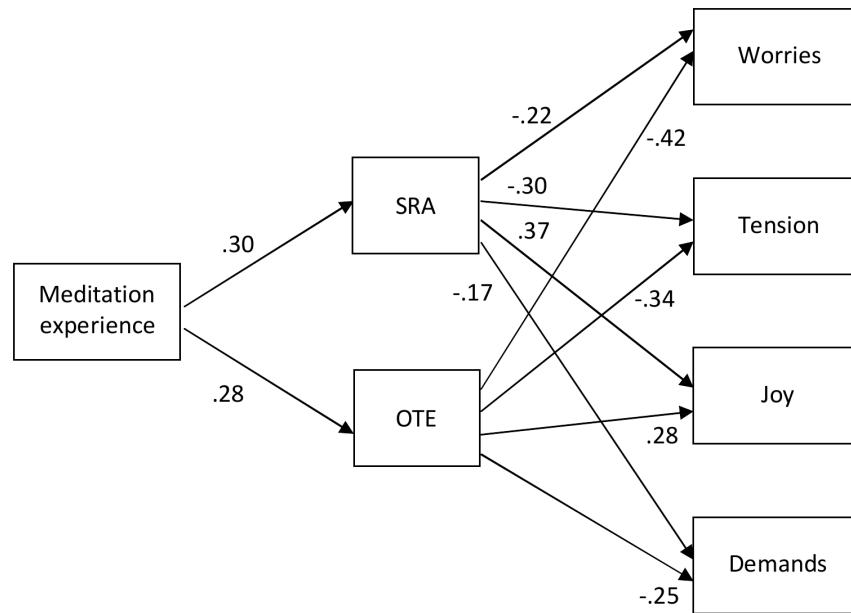 Worries
-.22
-.42
SRA
-.30
.37
Tension
.30
Meditation
experience
-.17
-.34
.28
OTE
Joy
.28
Demands
-.25